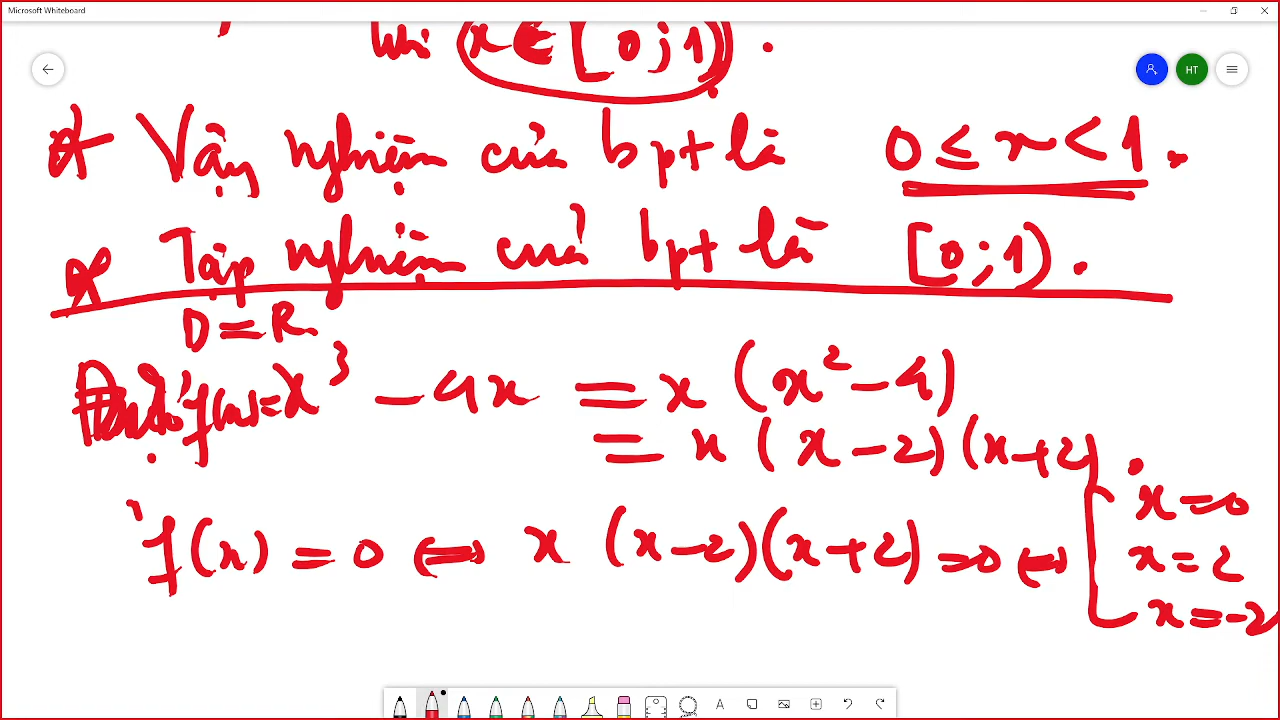 Microsoft Whiteboard
khi x ∈ [0;1).
HT
* Vậy nghiệm của bpt là 0 ≤ x < 1.
* Tập nghiệm của bpt là [0;1).
D = R
f(x) = x³ - 4x = x (x² - 4)
= x (x - 2)(x + 2).
f(x) = 0 ⇔ x (x - 2)(x + 2) = 0 ⇔ [ x = 0
x = 2
x = -2
A